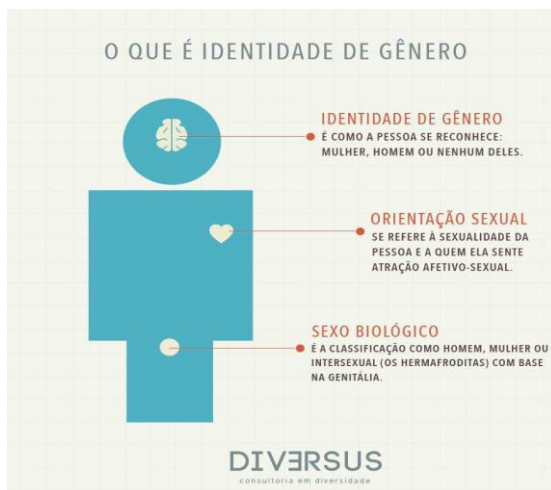 O QUE É IDENTIDADE DE GÊNERO
IDENTIDADE DE GÊNERO
É COMO A PESSOA SE RECONHECE:
MULHER, HOMEM OU NENHUM DELES.
ORIENTAÇÃO SEXUAL
SE REFERE À SEXUALIDADE DA
PESSOA E A QUEM ELA SENTE
ATRAÇÃO AFETIVO-SEXUAL.
SEXO BIOLÓGICO
É A CLASSIFICAÇÃO COMO HOMEM, MULHER OU
INTERSEXUAL (OS HERMAFRODITAS) COM BASE
NA GENITÁLIA.
DIVERSUS
consultoria em diversidade